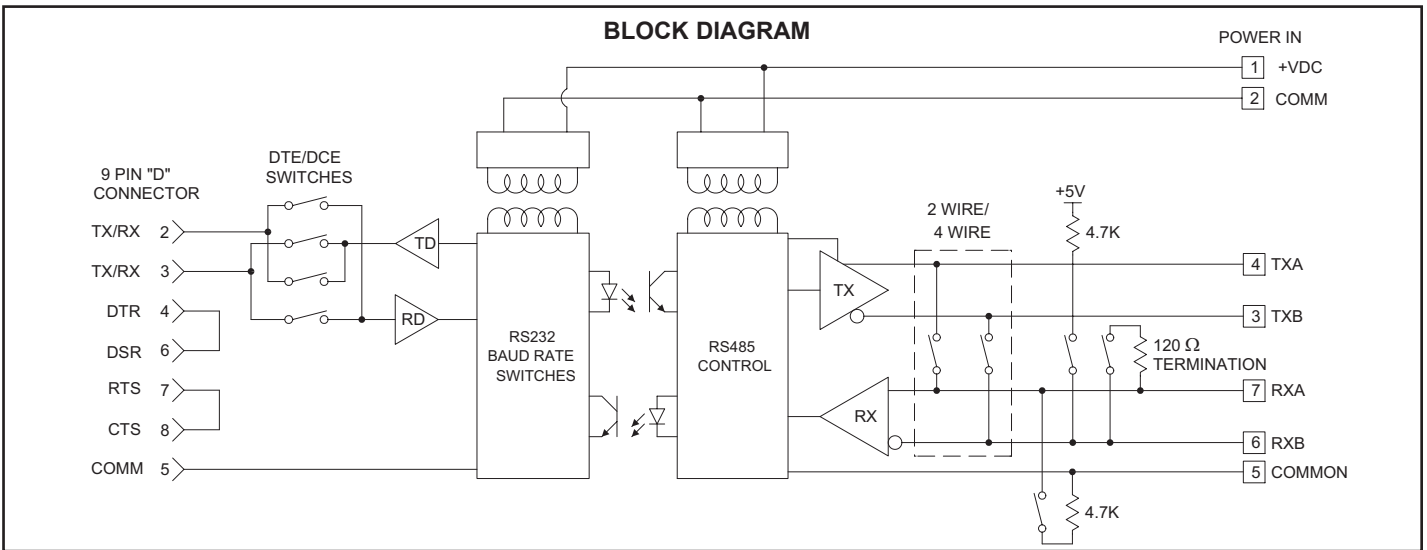 BLOCK DIAGRAM
POWER IN
1 +VDC
2 COMM
9 PIN "D"
CONNECTOR
DTE/DCE
SWITCHES
TX/RX 2
TX/RX 3
DTR 4
DSR 6
RTS 7
CTS 8
COMM 5
TD
RD
RS232
BAUD RATE
SWITCHES
RS485
CONTROL
TX
RX
2 WIRE/
4 WIRE
+5V
4.7K
120 Ω
TERMINATION
4.7K
4 TXA
3 TXB
7 RXA
6 RXB
5 COMMON